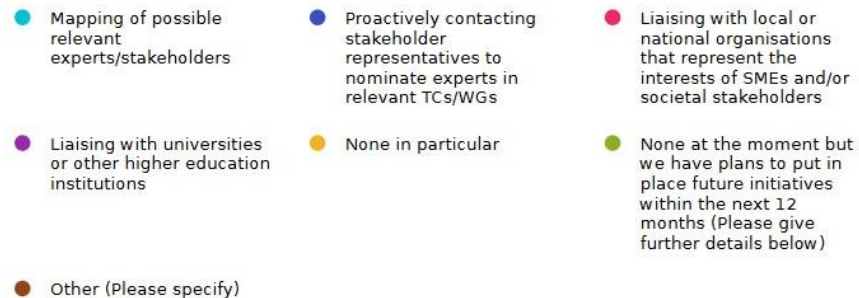 Mapping of possible
relevant
experts/stakeholders
Proactively contacting
stakeholder
representatives to
nominate experts in
relevant TCs/WGs
Liaising with local or
national organisations
that represent the
interests of SMEs and/or
societal stakeholders
Liaising with universities
or other higher education
institutions
None in particular
None at the moment but
we have plans to put in
place future initiatives
within the next 12
months (Please give
further details below)
Other (Please specify)